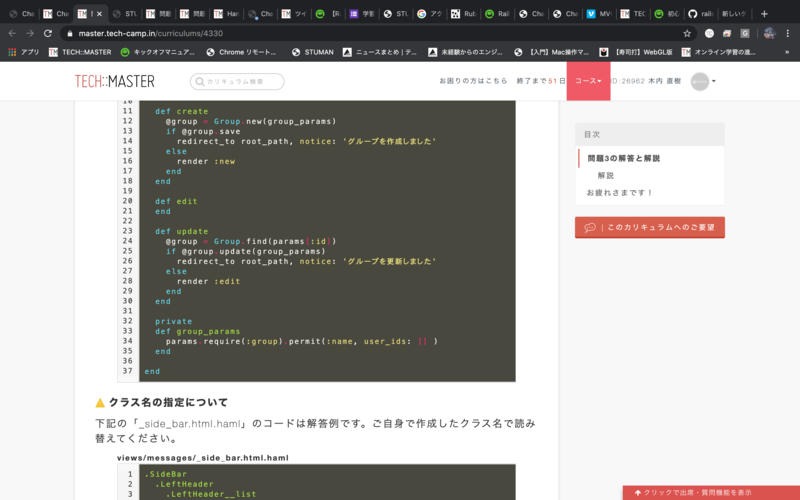 Che
Cha
STU
問題
問題
Han
Cha
ツイ
【R
学習
STU
アク
Rub
Rail
Cha
Cha
MVC
TEC
初心
rails
新しいタ
master.tech-camp.in/curriculums/4330
アプリ
TECH::MASTER
キックオフマニュア...
Chrome リモート...
STUMAN
ニュースまとめ | テ...
未経験からのエンジ...
【入門】Mac操作マ...
【寿司打】WebGL版
オンライン学習の進...
»
TECH::MASTER
カリキュラム検索
お困りの方はこちら
終了まで51日
コース
ID:26962 木内 直樹
10
11 def create
12 @group = Group.new(group_params)
13 if @group.save
14 redirect_to root_path, notice: 'グループを作成しました'
15 else
16 render :new
17 end
18 end
19
20 def edit
21 end
22
23 def update
24 @group = Group.find(params[:id])
25 if @group.update(group_params)
26 redirect_to root_path, notice: 'グループを更新しました'
27 else
28 render :edit
29 end
30 end
31
32 private
33 def group_params
34 params.require(:group).permit(:name, user_ids: [] )
35 end
36
37 end
目次
問題3の解答と解説
解説
お疲れさまです！
| このカリキュラムへのご要望
クラス名の指定について
下記の「_side_bar.html.haml」のコードは解答例です。ご自身で作成したクラス名で読み
替えてください。
views/messages/_side_bar.html.haml
1 .SideBar
2 .LeftHeader
3 .LeftHeader__list
クリックで出席・質問機能を表示